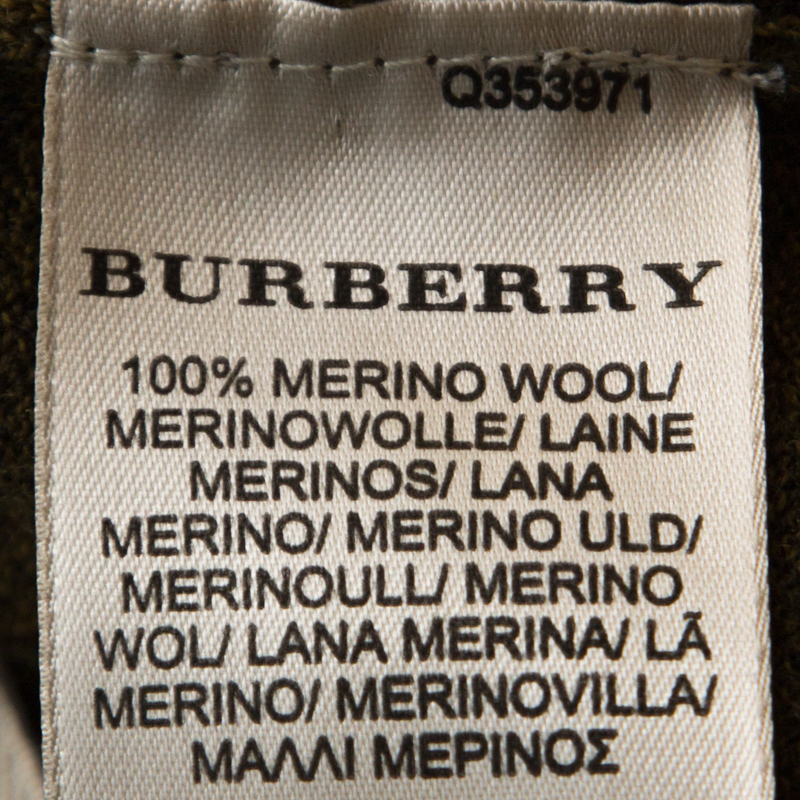 Q353971
BURBERRY
100% MERINO WOOL/
MERINOWOLLE/ LAINE
MERINOS/ LANA
MERINO/ MERINO ULD/
MERINOULL/ MERINO
WOL/ LANA MERINA/ LÃ
MERINO/ MERINOVILLA/
ΜΑΛΛΙ ΜΕΡΙΝΟΣ